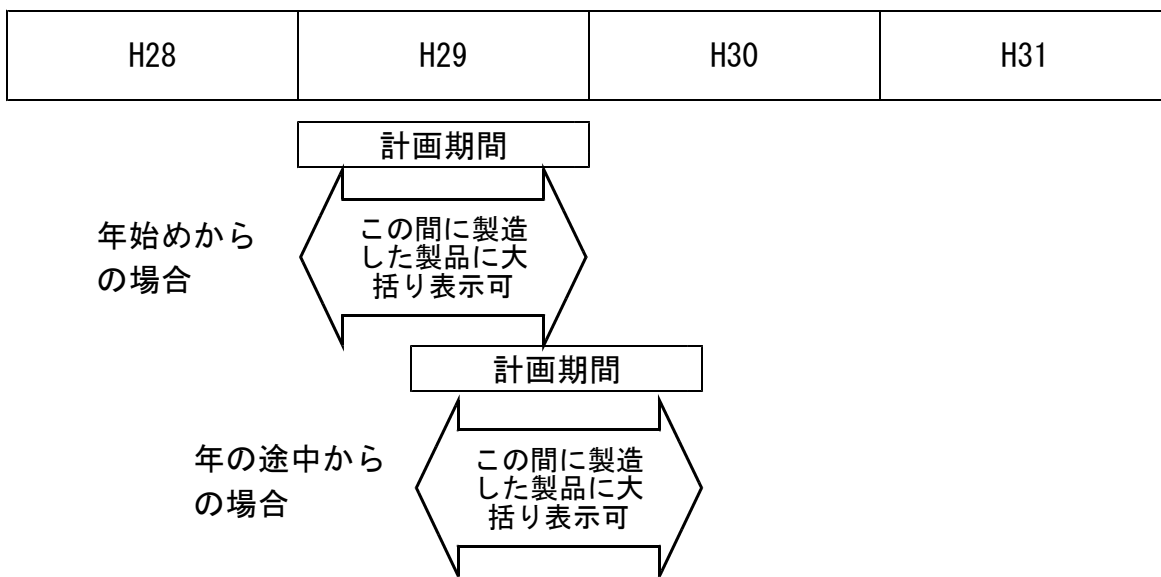 H28 H29 H30 H31
計画期間
年始めから
の場合
この間に製造
した製品に大
括り表示可
計画期間
年の途中から
の場合
この間に製造
した製品に大
括り表示可